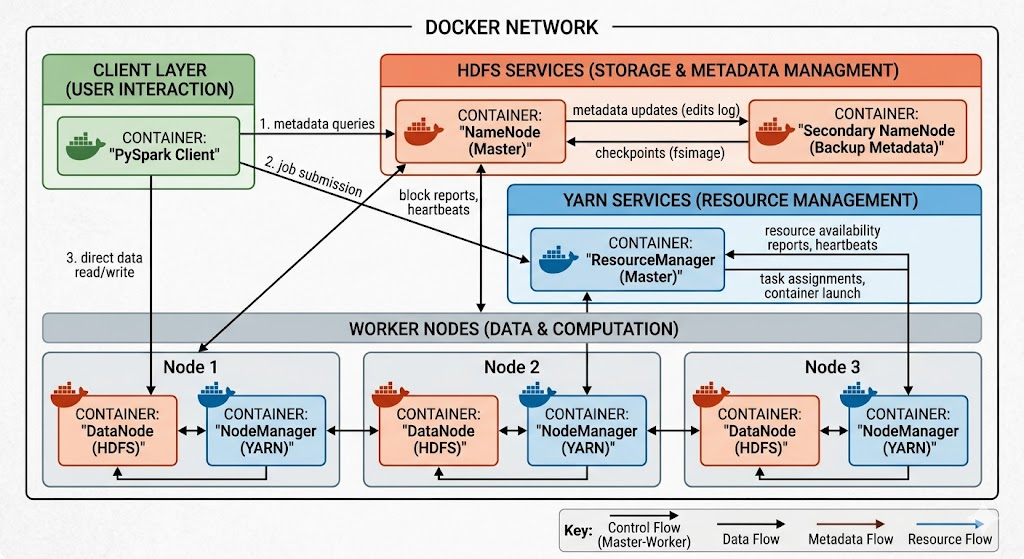 DOCKER NETWORK
CLIENT LAYER
(USER INTERACTION)
CONTAINER:
"PySpark Client"
HDFS SERVICES (STORAGE & METADATA MANAGMENT)
CONTAINER:
"NameNode
(Master)"
metadata updates (edits log)
checkpoints (fsimage)
CONTAINER:
"Secondary NameNode
(Backup Metadata)"
1. metadata queries
2. job submission
3. direct data
read/write
block reports,
heartbeats
YARN SERVICES (RESOURCE MANAGEMENT)
CONTAINER:
"ResourceManager
(Master)"
resource availability
reports, heartbeats
task assignments,
container launch
WORKER NODES (DATA & COMPUTATION)
Node 1
CONTAINER:
"DataNode
(HDFS)"
CONTAINER:
"NodeManager
(YARN)"
Node 2
CONTAINER:
"DataNode
(HDFS)"
CONTAINER:
"NodeManager
(YARN)"
Node 3
CONTAINER:
"DataNode
(HDFS)"
CONTAINER:
"NodeManager
(YARN)"
Key:
Control Flow
(Master-Worker)
Data Flow
Metadata Flow
Resource Flow